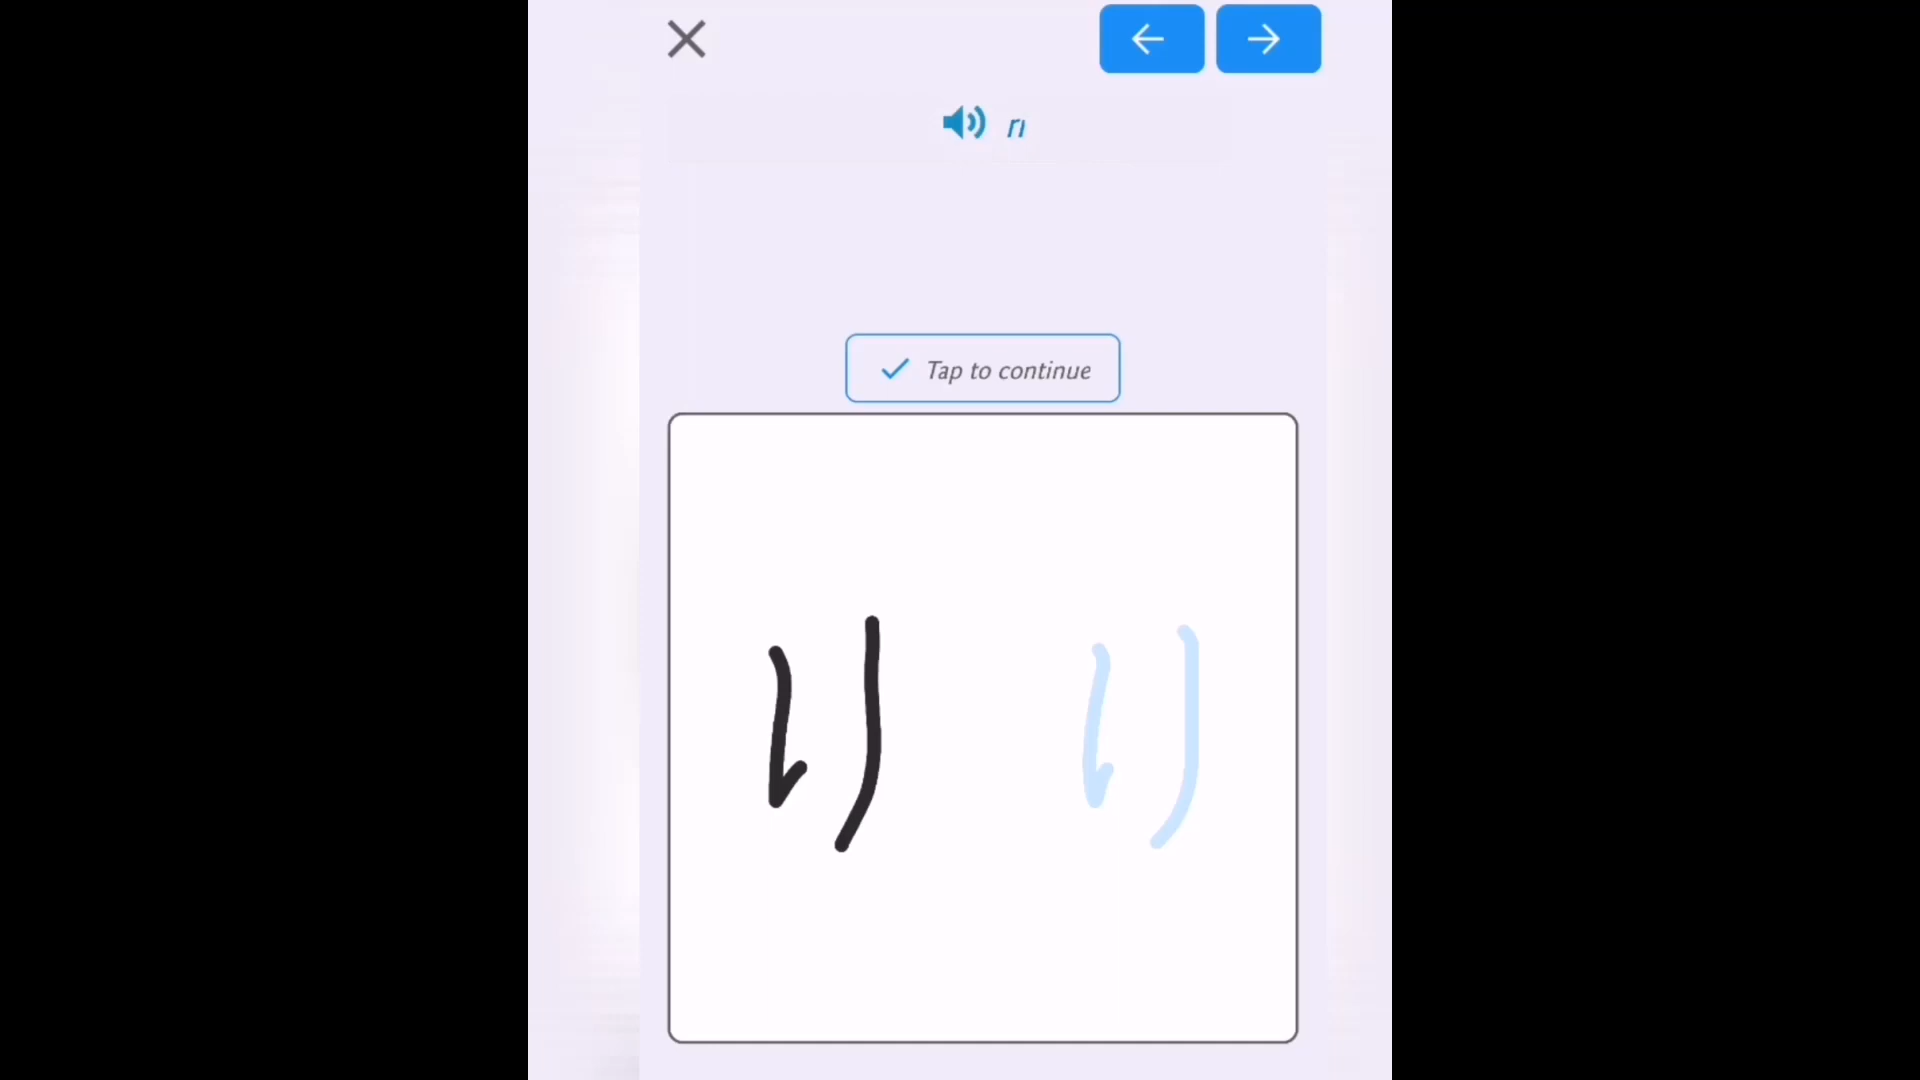 ri
Tap to continue
り り